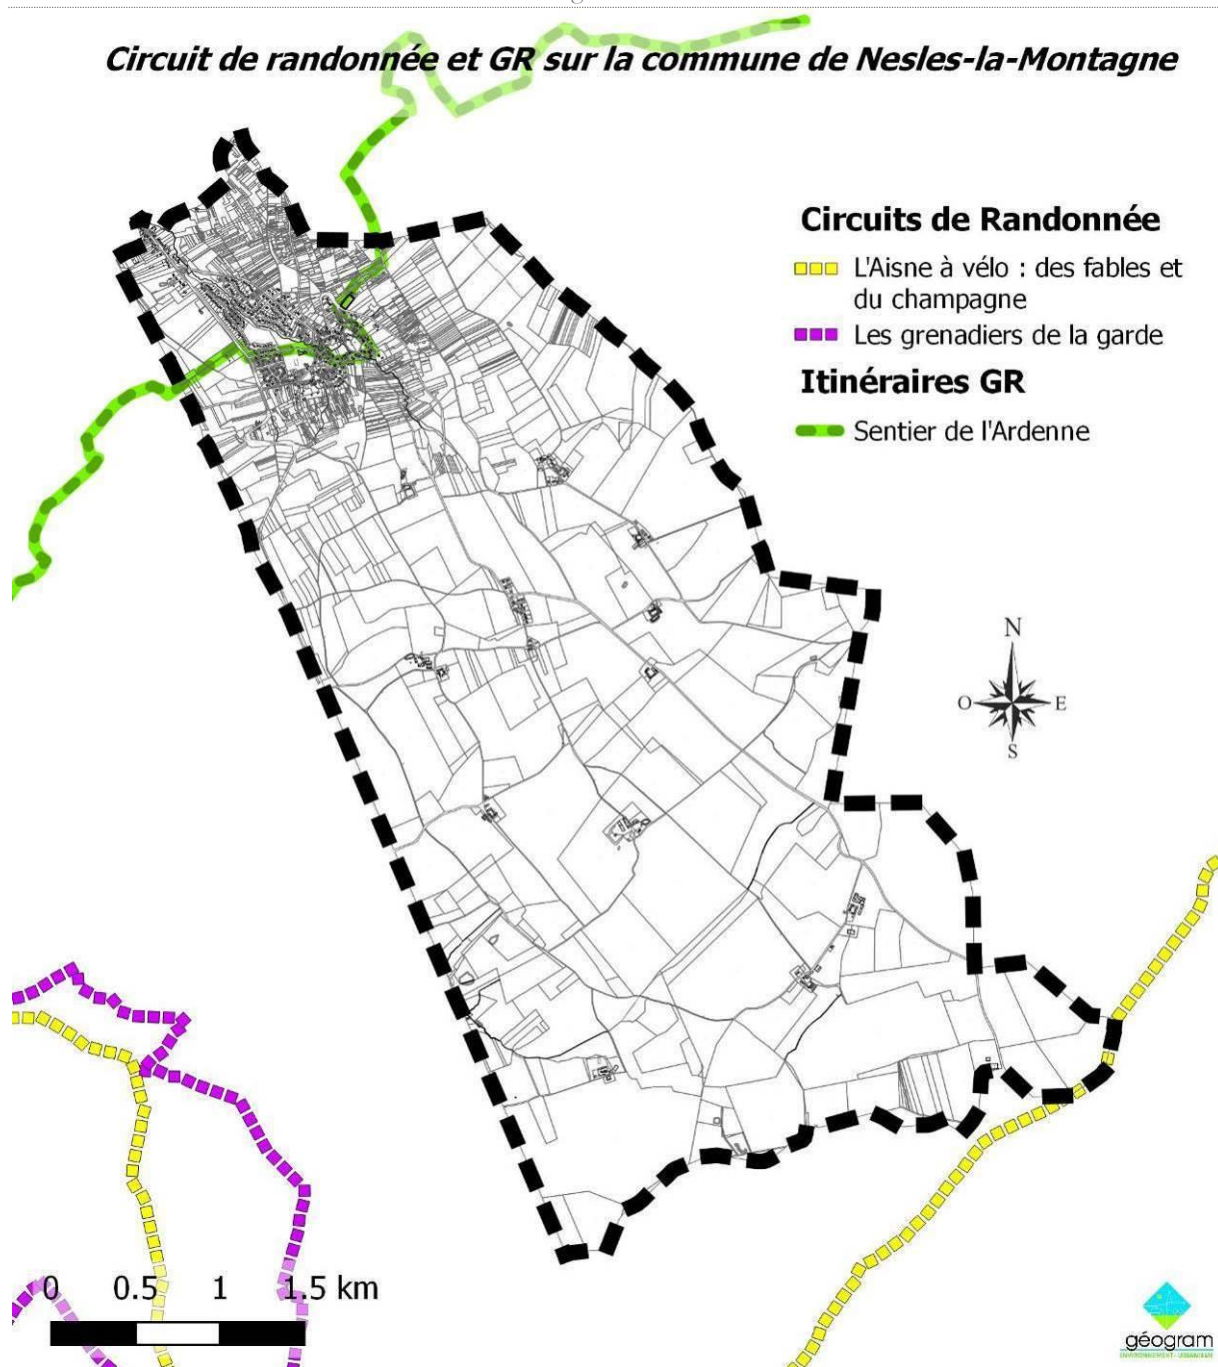 Circuit de randonnée et GR sur la commune de Nesles-la-Montagne
Circuits de Randonnée
L'Aisne à vélo : des fables et
du champagne
Les grenadiers de la garde
Itinéraires GR
Sentier de l'Ardenne
N
O E
S
0 0.5 1 1.5 km
géogram